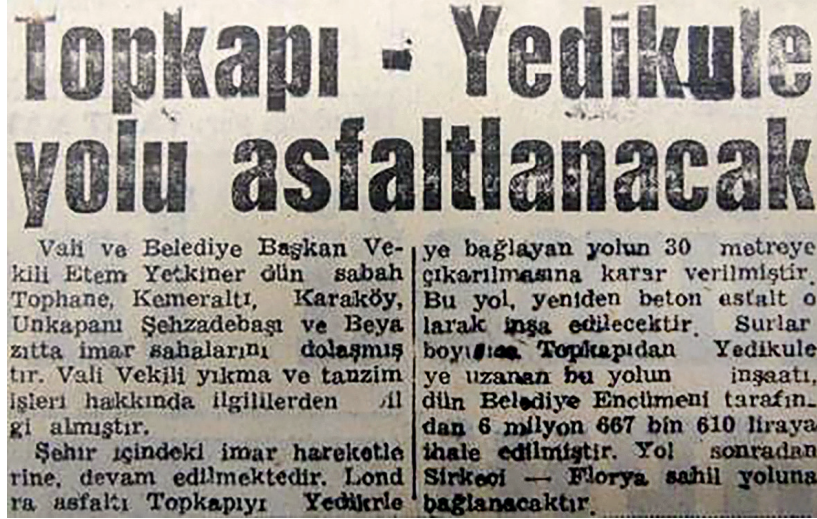 Topkapı - Yedikule
yolu asfaltlanacak
Vali ve Belediye Başkan Ve-
kili Etem Yetkiner dün sabah
Tophane, Kemeraltı, Karaköy,
Unkapanı Şehzadebaşı ve Beya
zıtta imar sahalarını dolaşmış
tır. Vali Vekili yıkma ve tanzim
işleri hakkında ilgililerden il
gi almıştır.
Şehir içindeki imar hareketle
rine, devam edilmektedir. Lond
ra asfaltı Topkapıyı Yedikrle
ye bağlayan yolun 30 metreye
çıkarılmasına karar verilmiştir.
Bu yol, yeniden beton asfalt o
larak inşa edilecektir. Surlar
boyunca Topkapıdan Yedikule
ye uzanan bu yolun inşaatı,
dün Belediye Encümeni tarafın-
dan 6 milyon 667 bin 610 liraya
ihale edilmiştir. Yol sonradan
Sirkeci — Florya sahil yoluna
bağlanacaktır.